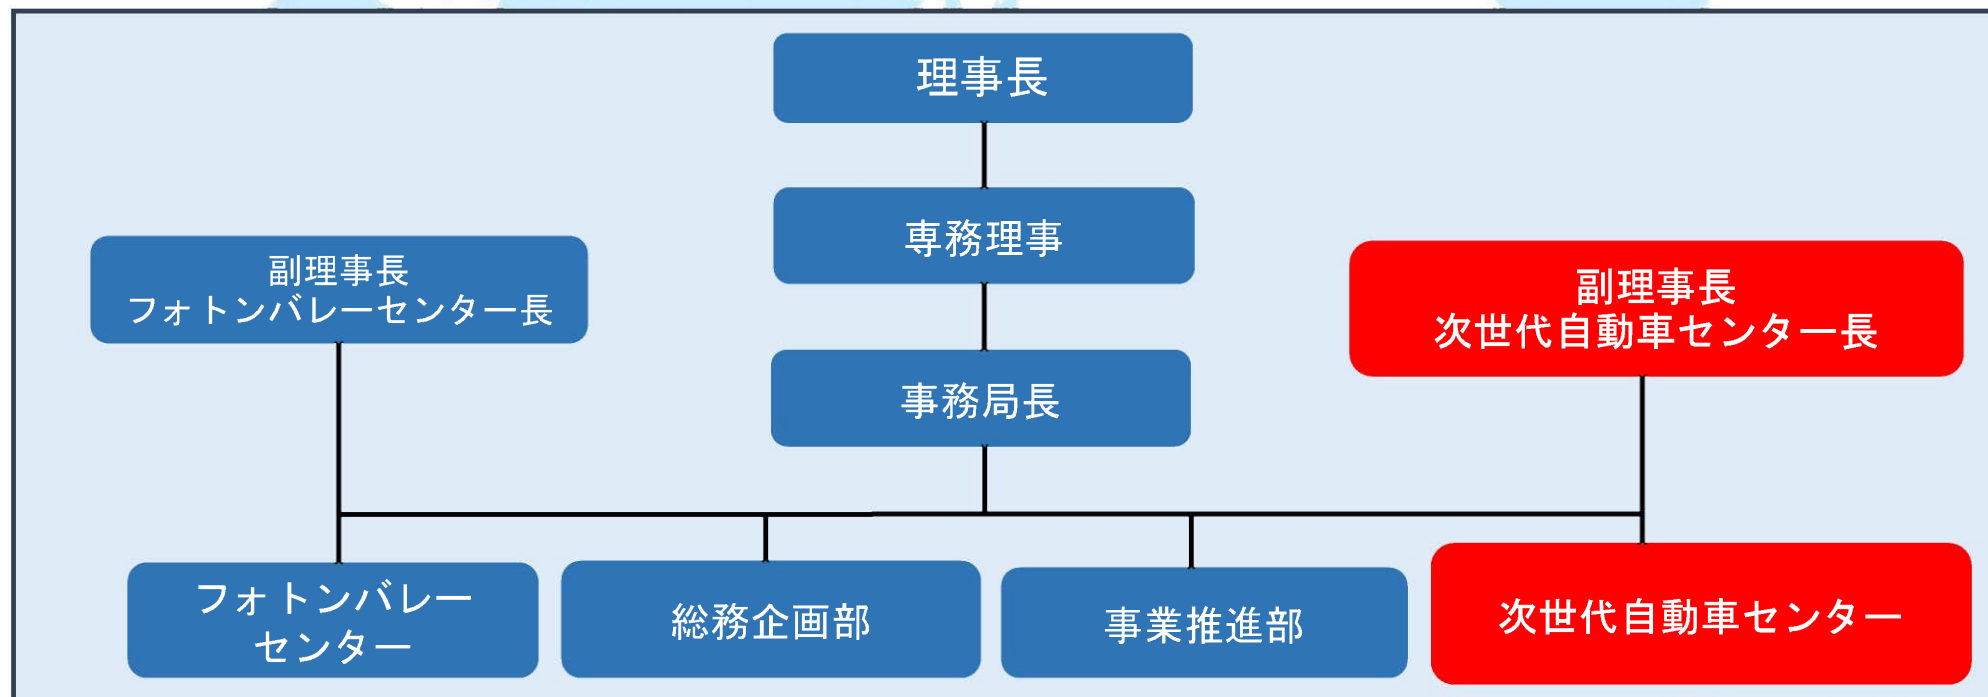 理事長
専務理事
副理事長
フォトンバレーセンター長
副理事長
次世代自動車センター長
事務局長
フォトンバレー
センター
総務企画部
事業推進部
次世代自動車センター